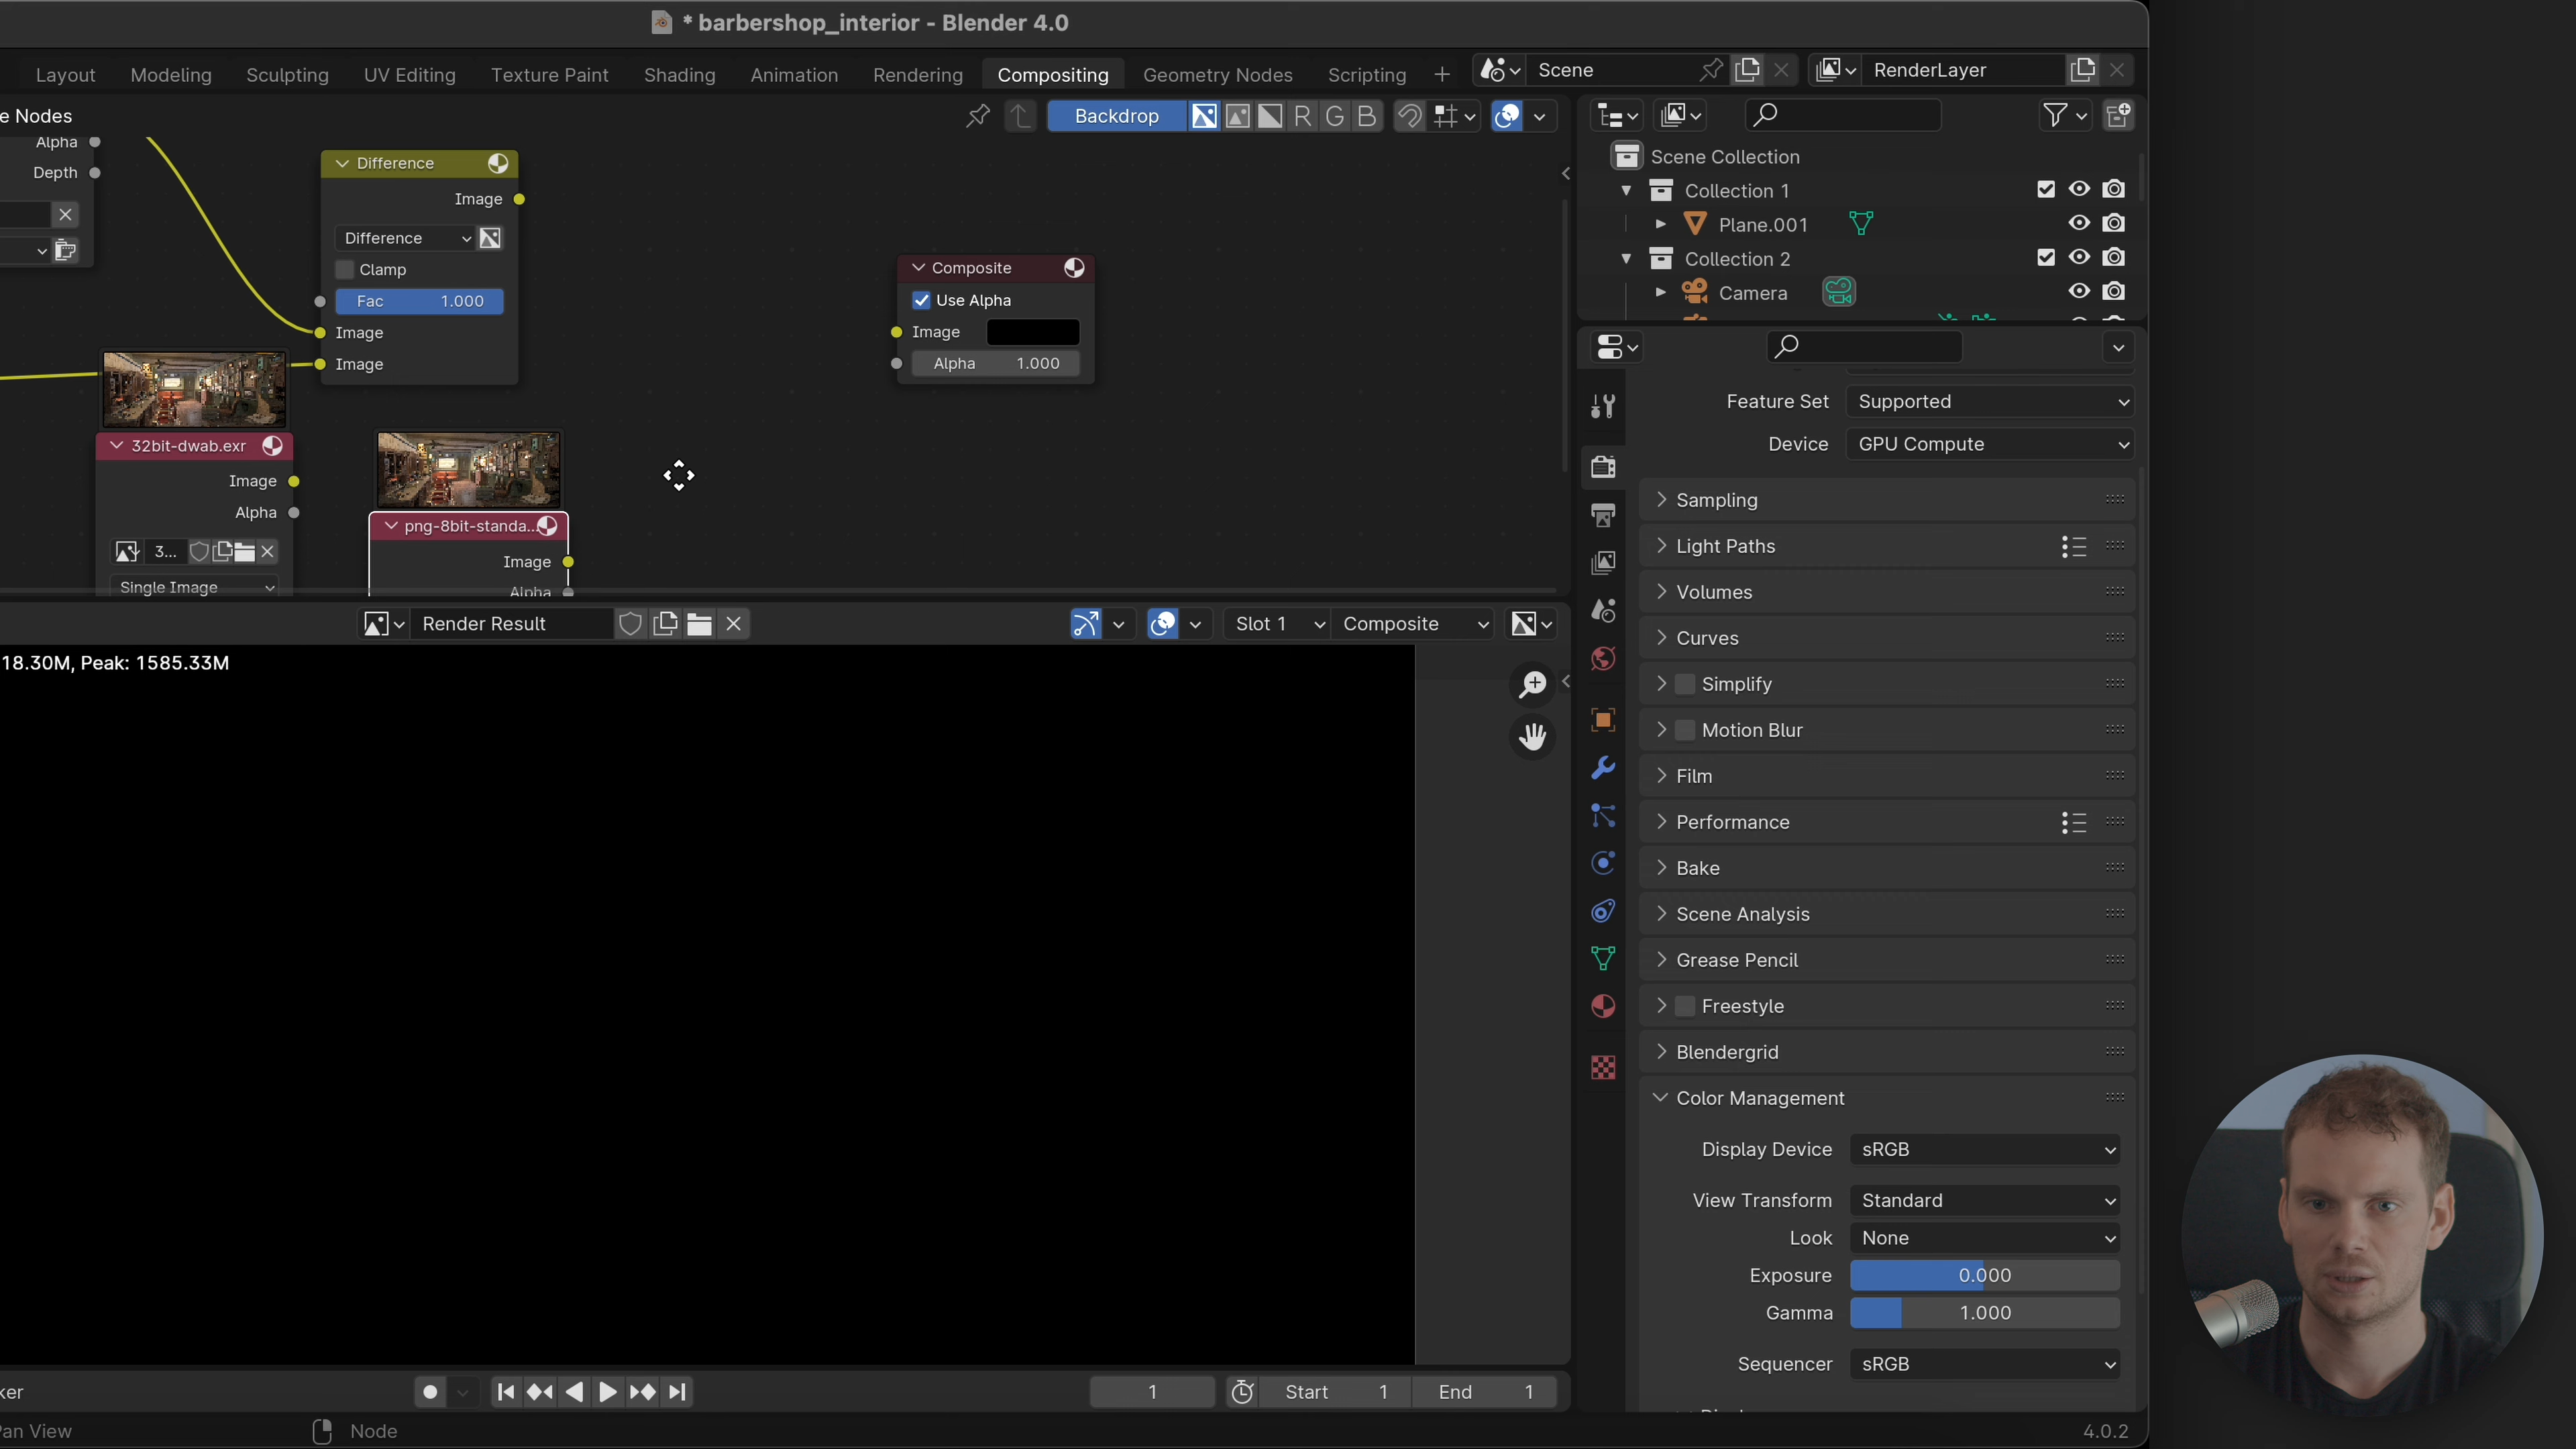 * barbershop_interior - Blender 4.0
Layout Modeling Sculpting UV Editing Texture Paint Shading Animation Rendering Compositing Geometry Nodes Scripting + Scene RenderLayer
e Nodes Backdrop R G B
Alpha
Depth
Difference
Image
Difference
Clamp
Fac 1.000
Image
Image
Composite
Use Alpha
Image
Alpha 1.000
32bit-dwab.exr
Image
Alpha
3...
Single Image
png-8bit-standa...
Image
Alpha
Scene Collection
Collection 1
Plane.001
Collection 2
Camera
Feature Set Supported
Device GPU Compute
Sampling
Light Paths
Volumes
Curves
Simplify
Motion Blur
Film
Performance
Bake
Scene Analysis
Grease Pencil
Freestyle
Blendergrid
Color Management
Display Device sRGB
View Transform Standard
Look None
Exposure 0.000
Gamma 1.000
Sequencer sRGB
Render Result Slot 1 Composite
18.30M, Peak: 1585.33M
ker 1 Start 1 End 1
Pan View Node 4.0.2